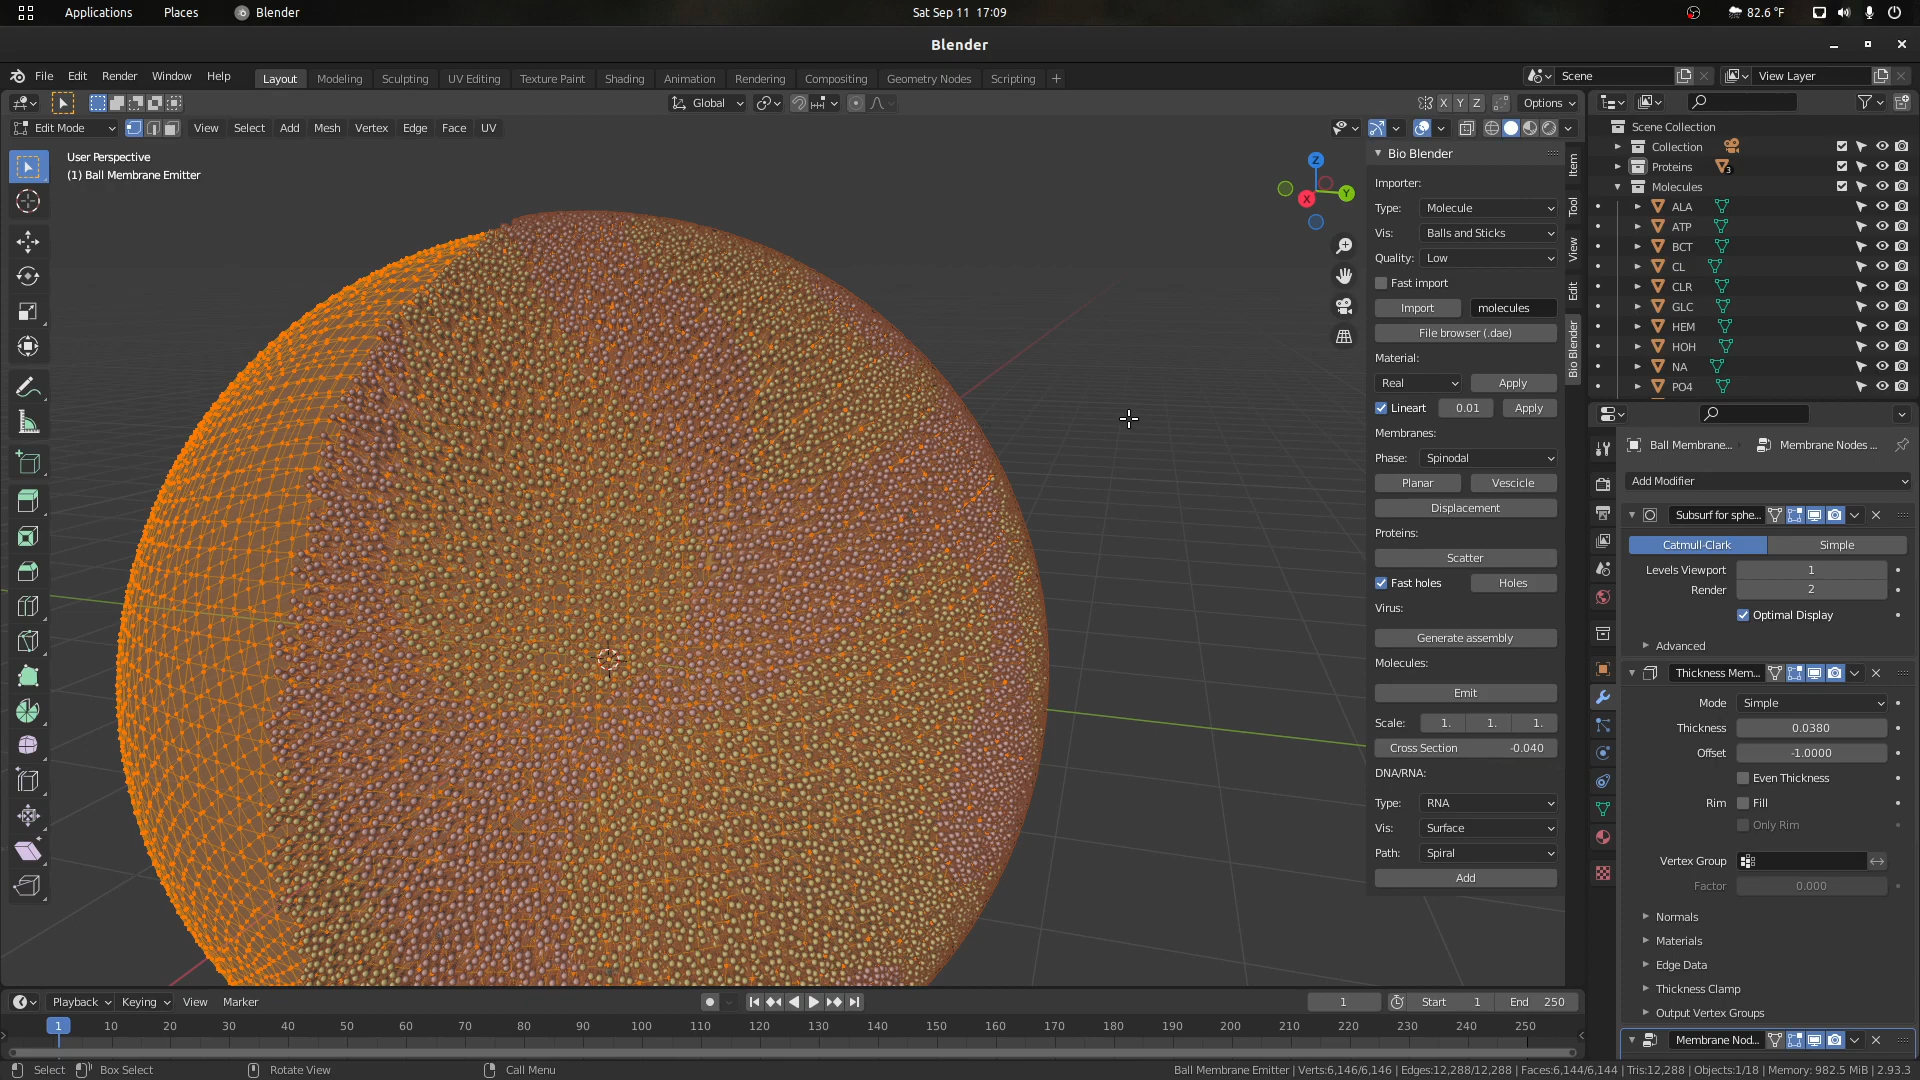 Applications Places Blender Sat Sep 11 17:09 82.6 °F
Blender
File Edit Render Window Help Layout Modeling Sculpting UV Editing Texture Paint Shading Animation Rendering Compositing Geometry Nodes Scripting + Scene View Layer
Global X Y Z Options
Edit Mode View Select Add Mesh Vertex Edge Face UV
User Perspective
(1) Ball Membrane Emitter
Z
Y
X
Bio Blender
Importer:
Type: Molecule
Vis: Balls and Sticks
Quality: Low
Fast import
Import molecules
File browser (.dae)
Material:
Real Apply
Lineart 0.01 Apply
Membranes:
Phase: Spinodal
Planar Vescicle
Displacement
Proteins:
Scatter
Fast holes Holes
Virus:
Generate assembly
Molecules:
Emit
Scale: 1. 1. 1.
Cross Section -0.040
DNA/RNA:
Type: RNA
Vis: Surface
Path: Spiral
Add
Item
Tool
View
Edit
Bio Blender
Scene Collection
Collection
Proteins 3
Molecules
ALA
ATP
BCT
CL
CLR
GLC
HEM
HOH
NA
PO4
Ball Membrane... Membrane Nodes ...
Add Modifier
Subsurf for sphe...
Catmull-Clark Simple
Levels Viewport 1
Render 2
Optimal Display
Advanced
Thickness Mem...
Mode Simple
Thickness 0.0380
Offset -1.0000
Even Thickness
Rim Fill
Only Rim
Vertex Group
Factor 0.000
Normals
Materials
Edge Data
Thickness Clamp
Output Vertex Groups
Membrane Nod...
Playback Keying View Marker 1 Start 1 End 250
1 10 20 30 40 50 60 70 80 90 100 110 120 130 140 150 160 170 180 190 200 210 220 230 240 250
Select Box Select Rotate View Call Menu Ball Membrane Emitter | Verts:6,146/6,146 | Edges:12,288/12,288 | Faces:6,144/6,144 | Tris:12,288 | Objects:1/18 | Memory: 982.5 MiB | 2.93.3